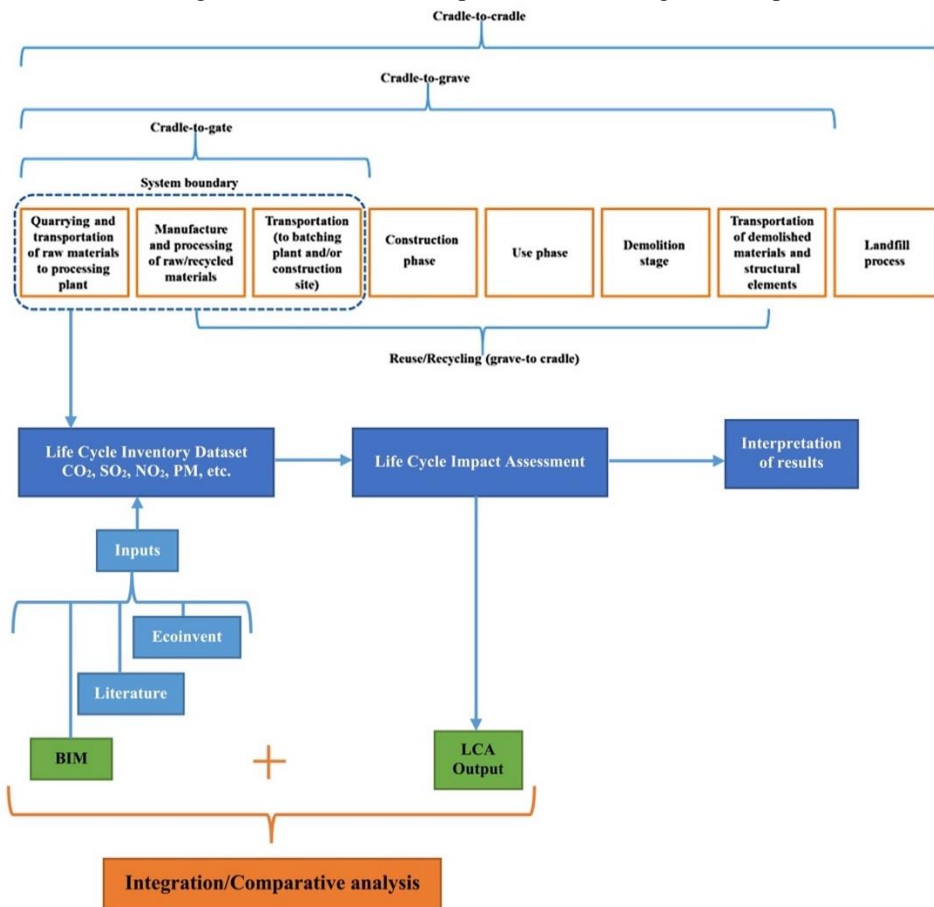 Cradle-to-cradle
Cradle-to-grave
Cradle-to-gate
System boundary
Quarrying and
transportation
of raw materials
to processing
plant
Manufacture
and processing
of raw/recycled
materials
Transportation
(to batching
plant and/or
construction
site)
Construction
phase
Use phase
Demolition
stage
Transportation
of demolished
materials and
structural
elements
Landfill
process
Reuse/Recycling (grave-to cradle)
Life Cycle Inventory Dataset
CO₂, SO₂, NO₂, PM, etc.
Life Cycle Impact Assessment
Interpretation
of results
Inputs
Ecoinvent
Literature
BIM
+
LCA
Output
Integration/Comparative analysis